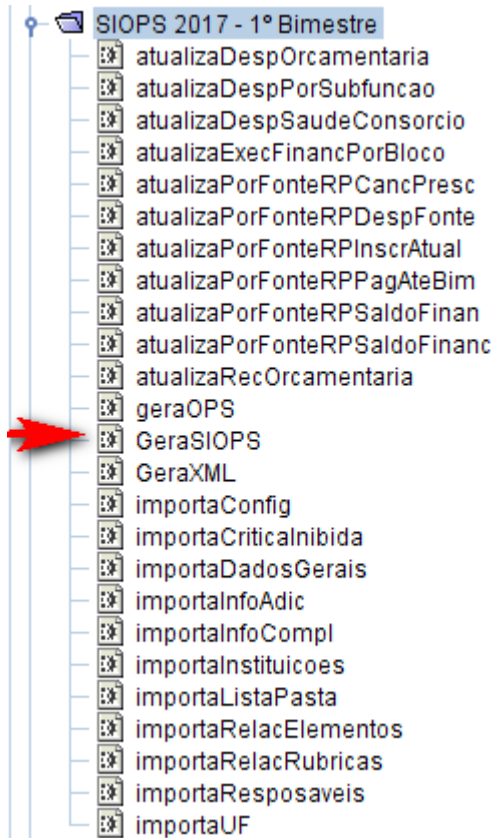 SIOPS 2017 - 1º Bimestre
atualizaDespOrcamentaria
atualizaDespPorSubfuncao
atualizaDespSaudeConsorcio
atualizaExecFinancPorBloco
atualizaPorFonteRPCancPresc
atualizaPorFonteRPDespFonte
atualizaPorFonteRPInscrAtual
atualizaPorFonteRPPagAteBim
atualizaPorFonteRPSaldoFinan
atualizaPorFonteRPSaldoFinanc
atualizaRecOrcamentaria
geraOPS
GeraSIOPS
GeraXML
importaConfig
importaCriticaInibida
importaDadosGerais
importaInfoAdic
importaInfoCompl
importaInstituicoes
importaListaPasta
importaRelacElementos
importaRelacRubricas
importaResposaveis
importaUF